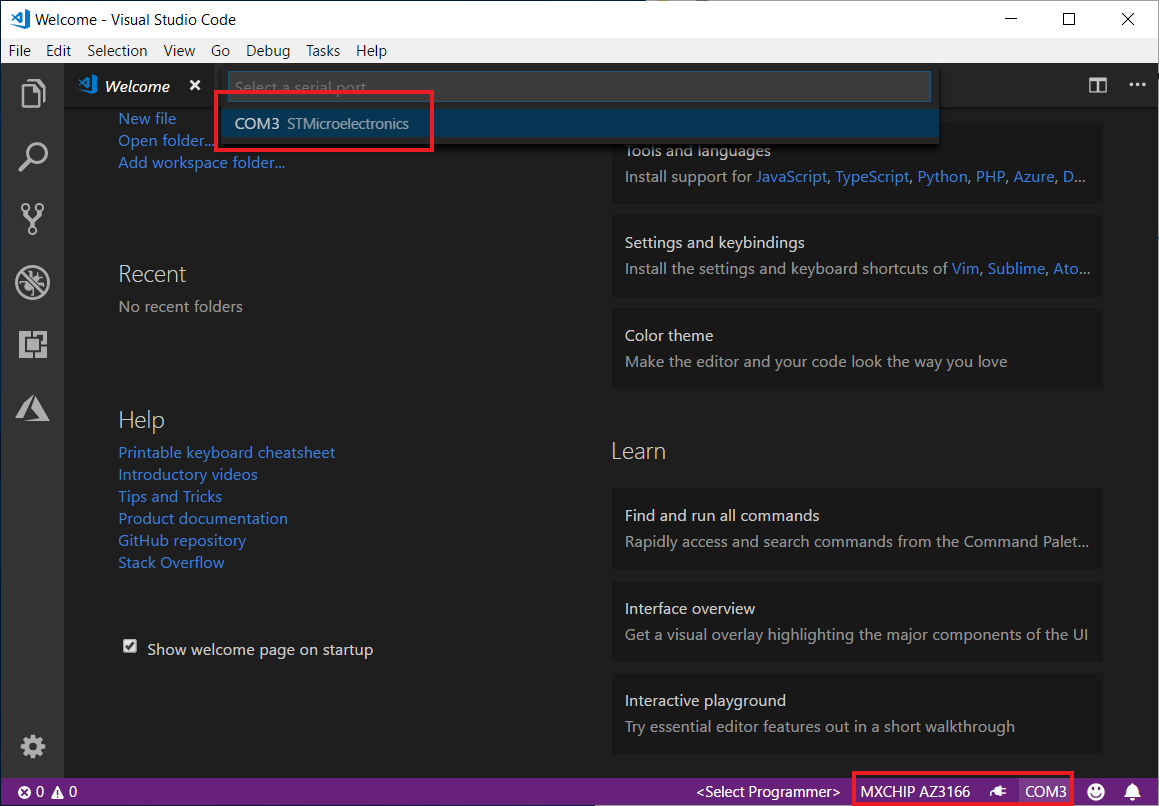 Welcome - Visual Studio Code
File Edit Selection View Go Debug Tasks Help
Welcome
Select a serial port
COM3 STMicroelectronics
New file
Open folder...
Add workspace folder...
Recent
No recent folders
Help
Printable keyboard cheatsheet
Introductory videos
Tips and Tricks
Product documentation
GitHub repository
Stack Overflow
Show welcome page on startup
Tools and languages
Install support for JavaScript, TypeScript, Python, PHP, Azure, D...
Settings and keybindings
Install the settings and keyboard shortcuts of Vim, Sublime, Ato...
Color theme
Make the editor and your code look the way you love
Learn
Find and run all commands
Rapidly access and search commands from the Command Palet...
Interface overview
Get a visual overlay highlighting the major components of the UI
Interactive playground
Try essential editor features out in a short walkthrough
0 0 <Select Programmer> MXCHIP AZ3166 COM3